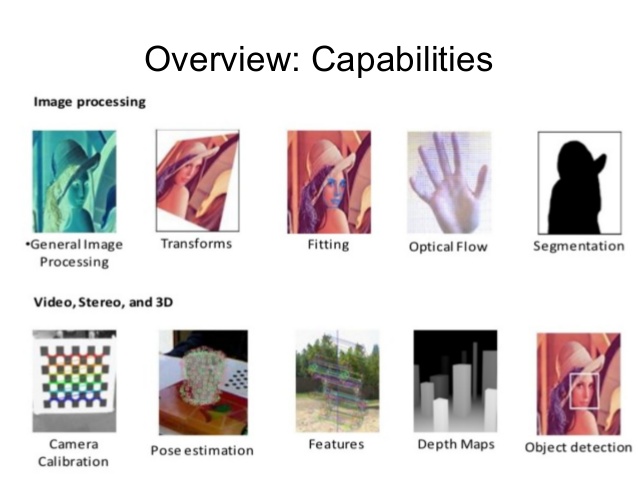 Overview: Capabilities
Image processing
•General Image
Processing
Transforms
Fitting
Optical Flow
Segmentation
Video, Stereo, and 3D
Camera
Calibration
Pose estimation
Features
Depth Maps
Object detection